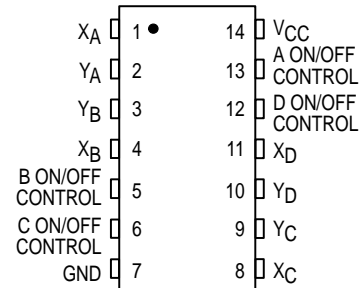 XA 1 14 VCC
YA 2 13 A ON/OFF CONTROL
YB 3 12 D ON/OFF CONTROL
XB 4 11 XD
B ON/OFF CONTROL 5 10 YD
C ON/OFF CONTROL 6 9 YC
GND 7 8 XC